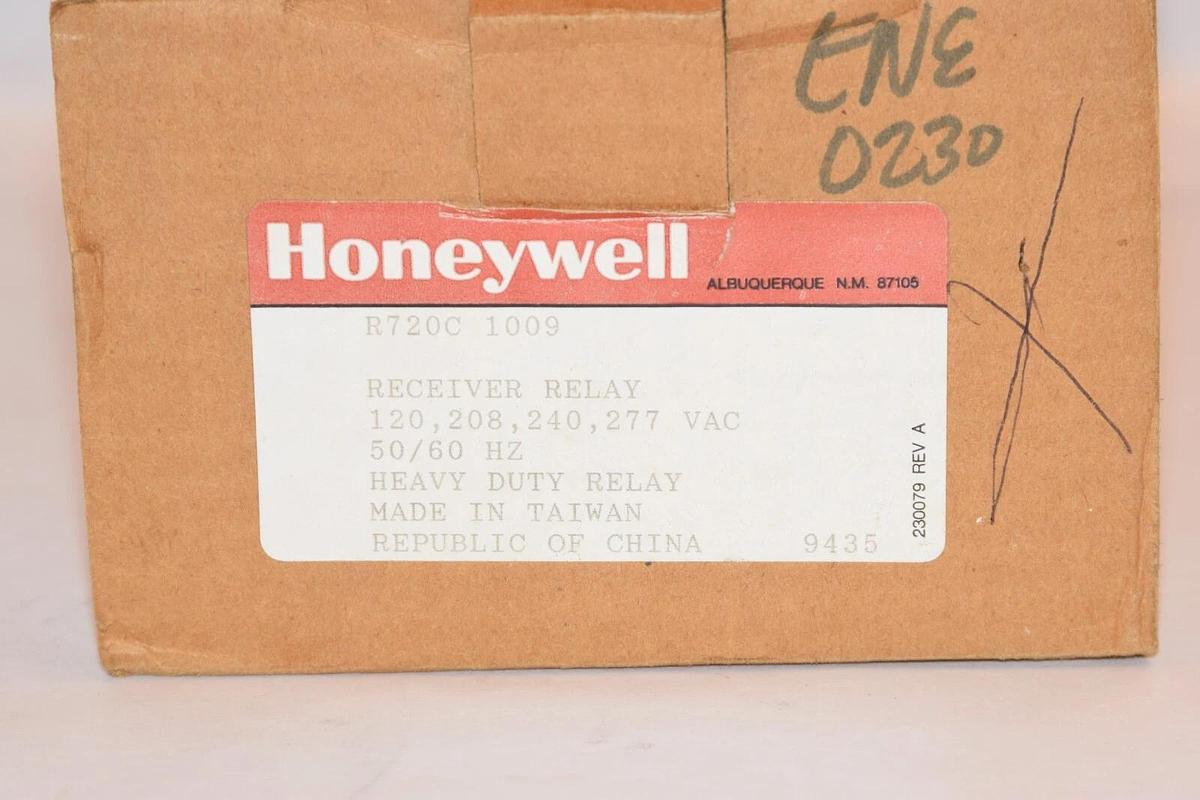 ENE
0230
Honeywell
ALBUQUERQUE N.M. 87105
R720C 1009
RECEIVER RELAY
120,208,240,277 VAC
50/60 HZ
HEAVY DUTY RELAY
MADE IN TAIWAN
REPUBLIC OF CHINA 9435
230079 REV A